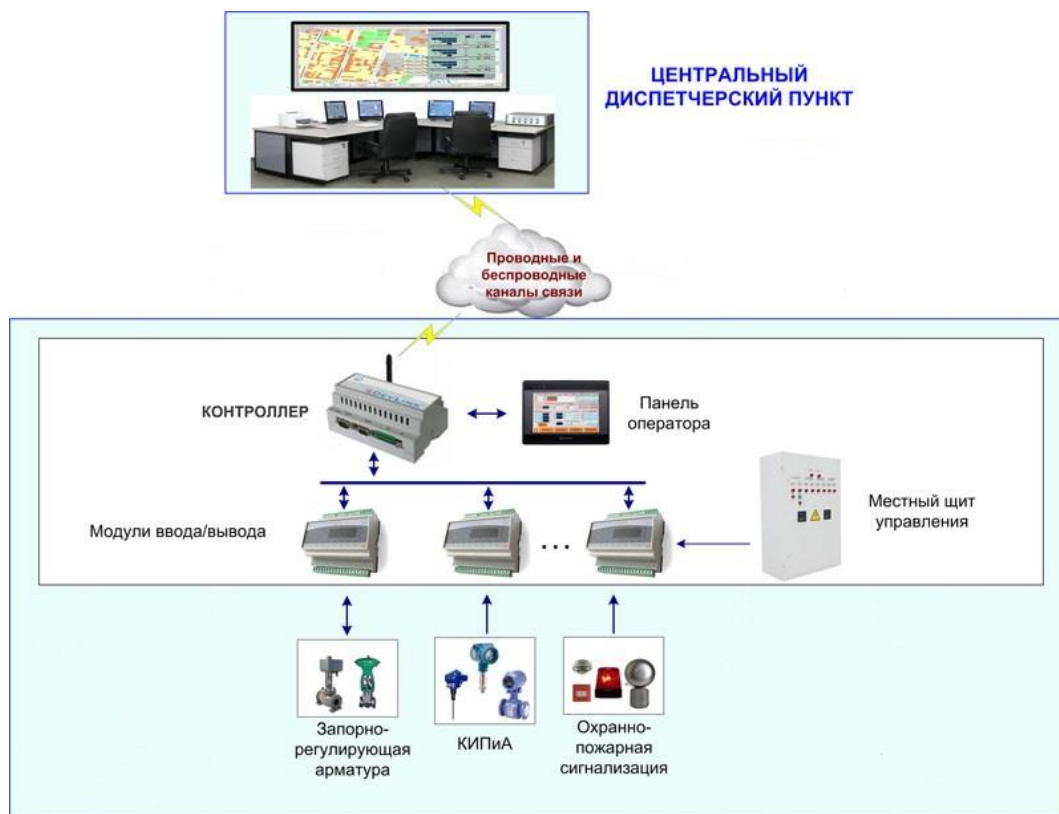 ЦЕНТРАЛЬНЫЙ
ДИСПЕТЧЕРСКИЙ ПУНКТ
Проводные и
беспроводные
каналы связи
КОНТРОЛЛЕР
Панель
оператора
Модули ввода/вывода
...
Местный щит
управления
Запорно-
регулирующая
арматура
КИПиА
Охранно-
пожарная
сигнализация